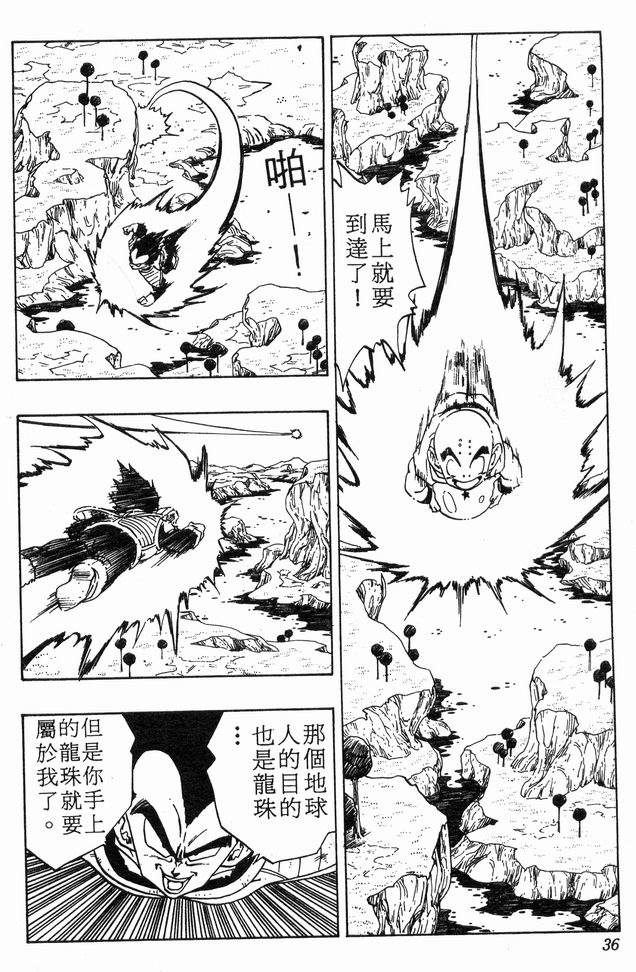 馬上就要
到達了！
啪—！
那個地球
人的目的
也是龍珠
…
但是你手上
的龍珠就要
屬於我了。
36